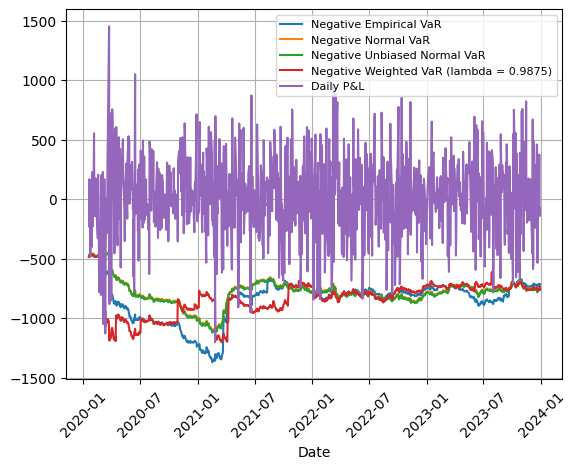 Negative Empirical VaR
Negative Normal VaR
Negative Unbiased Normal VaR
Negative Weighted VaR (lambda = 0.9875)
Daily P&L
1500
1000
500
0
−500
−1000
−1500
2020-01
2020-07
2021-01
2021-07
2022-01
2022-07
2023-01
2023-07
2024-01
Date